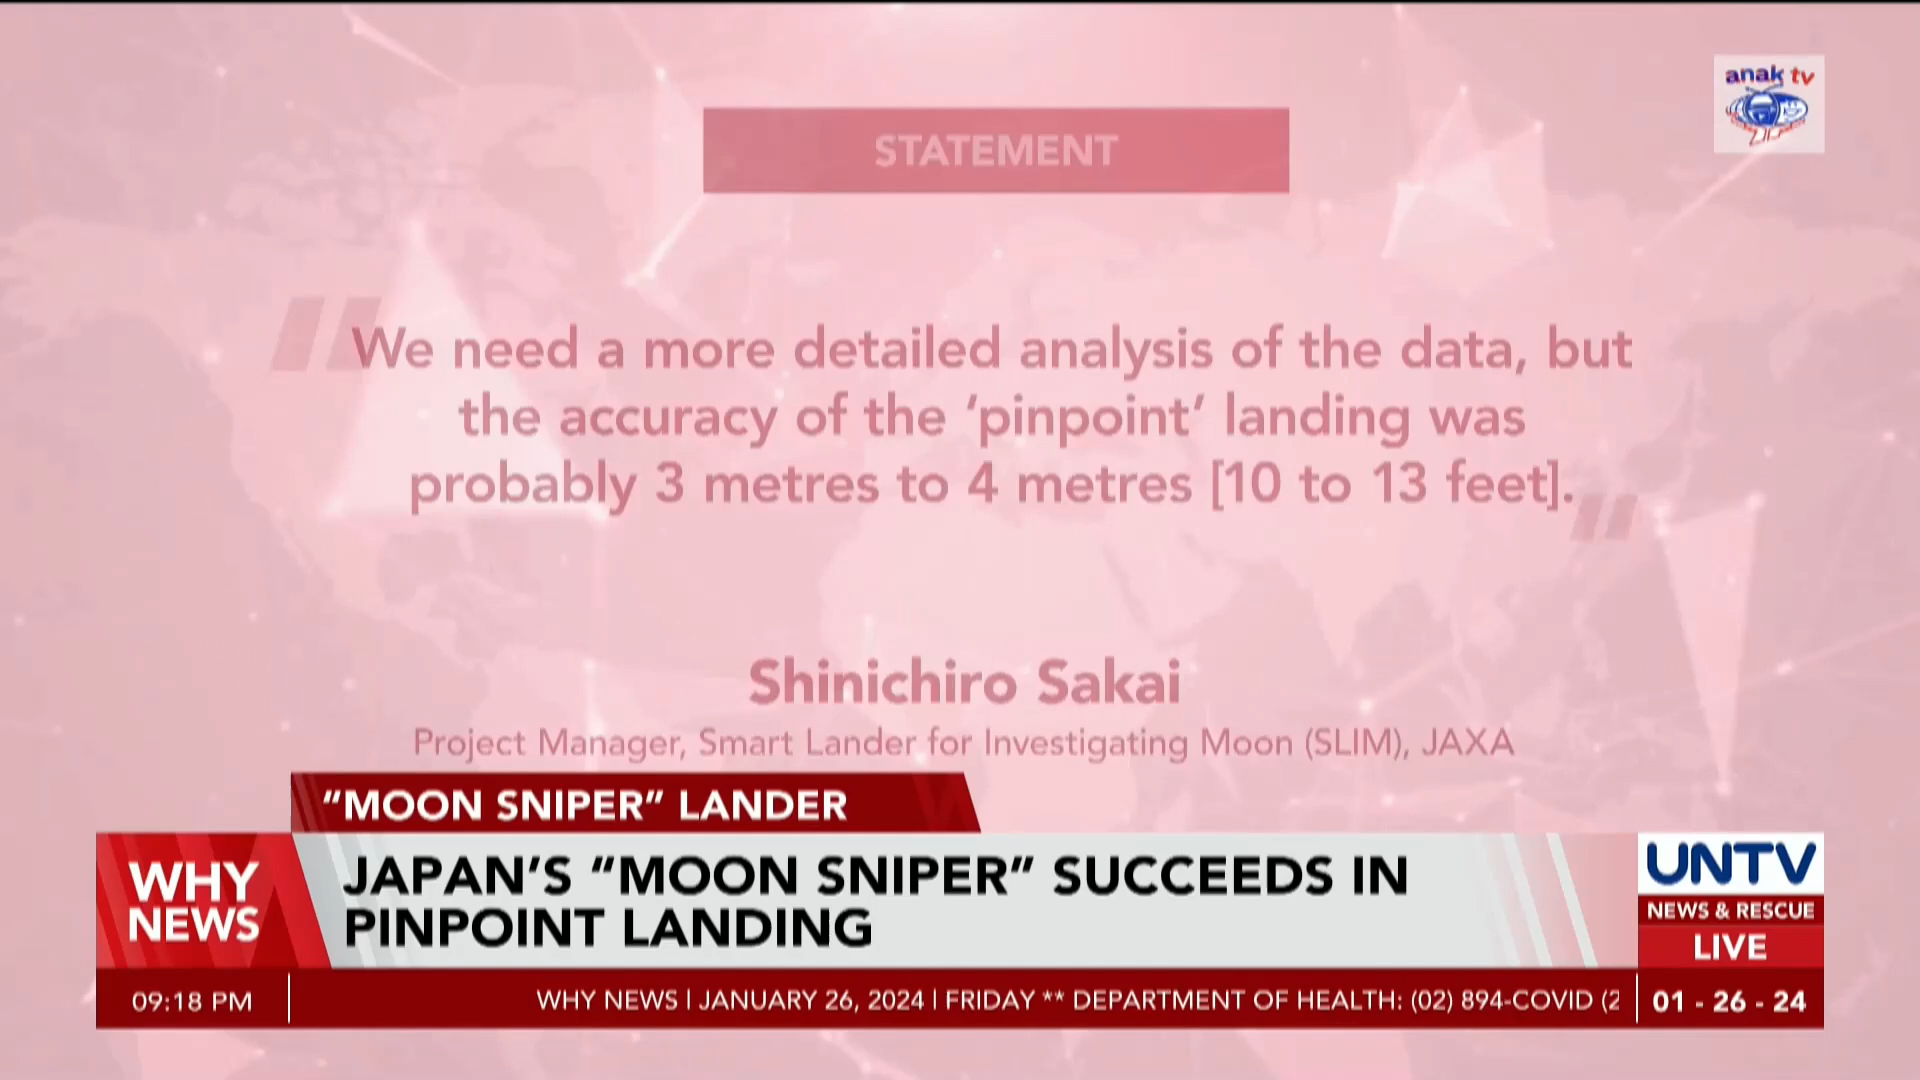 anak tv
STATEMENT
"We need a more detailed analysis of the data, but
the accuracy of the ‘pinpoint’ landing was
probably 3 metres to 4 metres [10 to 13 feet]."
Shinichiro Sakai
Project Manager, Smart Lander for Investigating Moon (SLIM), JAXA
“MOON SNIPER” LANDER
WHY
NEWS
JAPAN’S “MOON SNIPER” SUCCEEDS IN
PINPOINT LANDING
UNTV
NEWS & RESCUE
LIVE
09:18 PM
WHY NEWS | JANUARY 26, 2024 | FRIDAY ** DEPARTMENT OF HEALTH: (02) 894-COVID (2
01 - 26 - 24